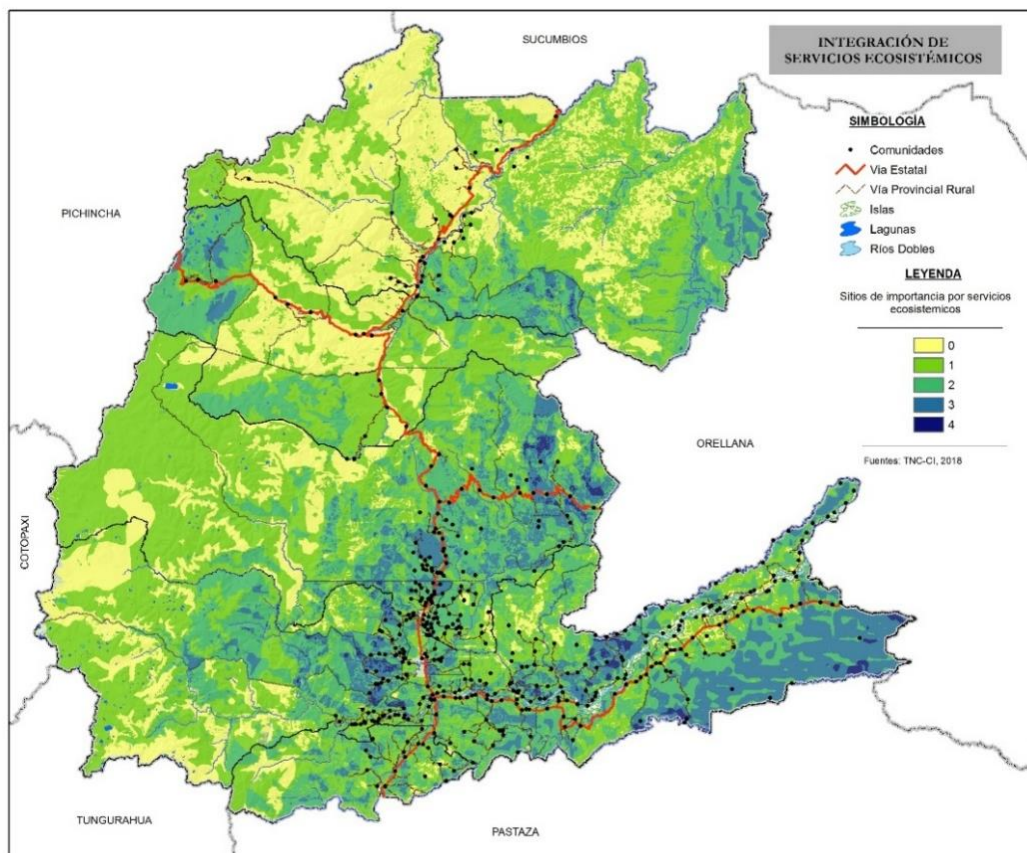 SUCUMBIOS
INTEGRACIÓN DE
SERVICIOS ECOSISTÉMICOS
SIMBOLOGÍA
Comunidades
Via Estatal
Vía Provincial Rural
Islas
Lagunas
Ríos Dobles
LEYENDA
Sitios de importancia por servicios
ecosistemicos
0
1
2
3
4
Fuentes: TNC-CI, 2018
PICHINCHA
ORELLANA
COTOPAXI
TUNGURAHUA
PASTAZA